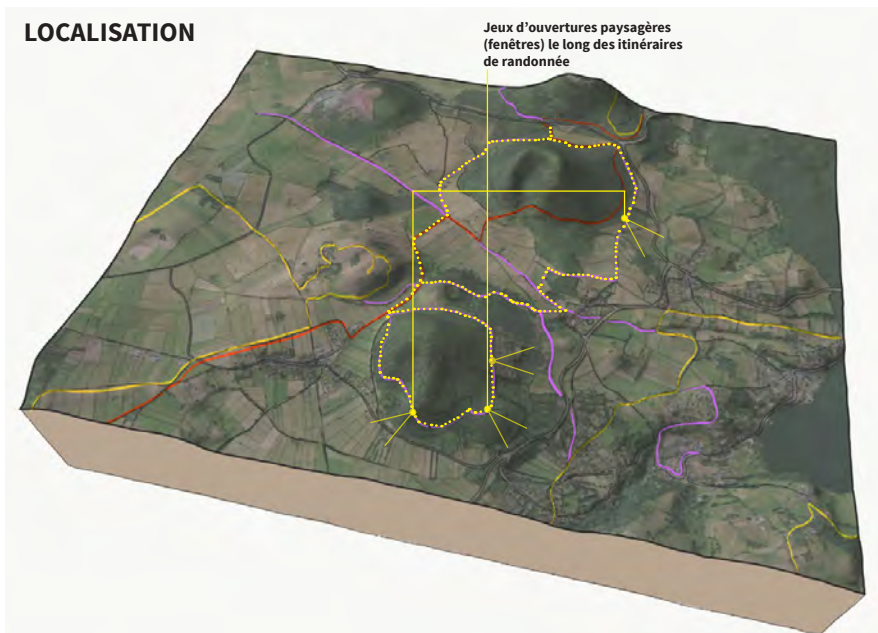 LOCALISATION
Jeux d’ouvertures paysagères
(fenêtres) le long des itinéraires
de randonnée